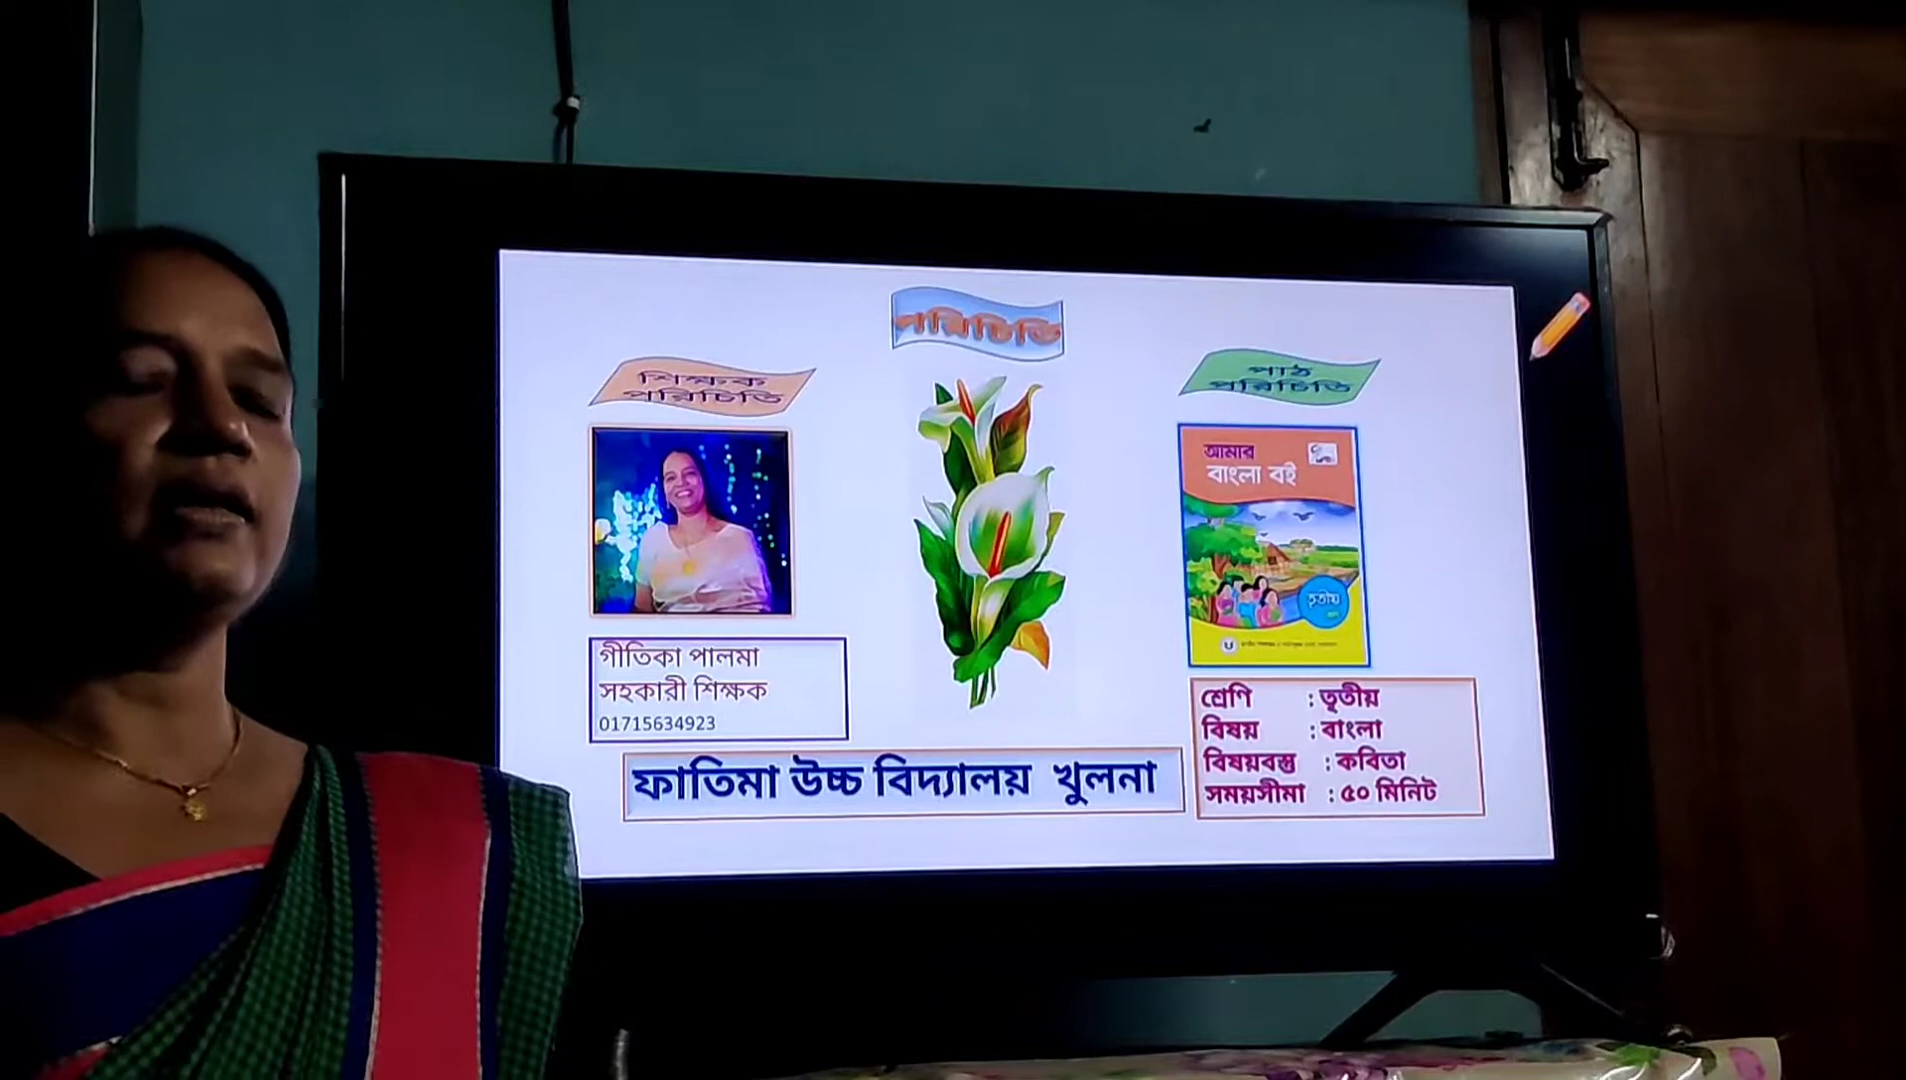 পরিচিতি
শিক্ষক
পরিচিতি
পাঠ
পরিচিতি
আমার
বাংলা বই
তৃতীয়
গীতিকা পালমা
সহকারী শিক্ষক
01715634923
ফাতিমা উচ্চ বিদ্যালয় খুলনা
শ্রেণি : তৃতীয়
বিষয় : বাংলা
বিষয়বস্তু : কবিতা
সময়সীমা : ৫০ মিনিট